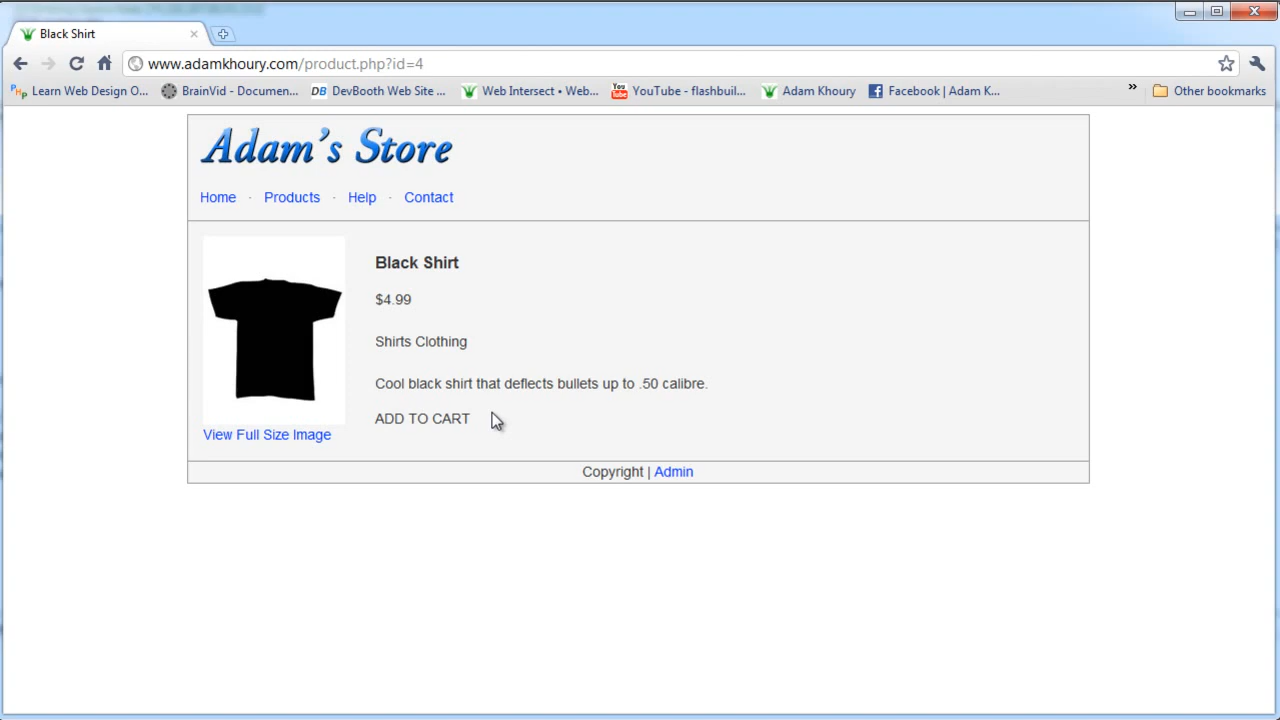 Black Shirt
www.adamkhoury.com/product.php?id=4
Learn Web Design O... BrainVid - Documen... DB DevBooth Web Site ... Web Intersect • Web... You Tube YouTube - flashbuil... Adam Khoury Facebook | Adam K... » Other bookmarks
Adam's Store
Home · Products · Help · Contact
Black Shirt
$4.99
Shirts Clothing
Cool black shirt that deflects bullets up to .50 calibre.
ADD TO CART
View Full Size Image
Copyright | Admin